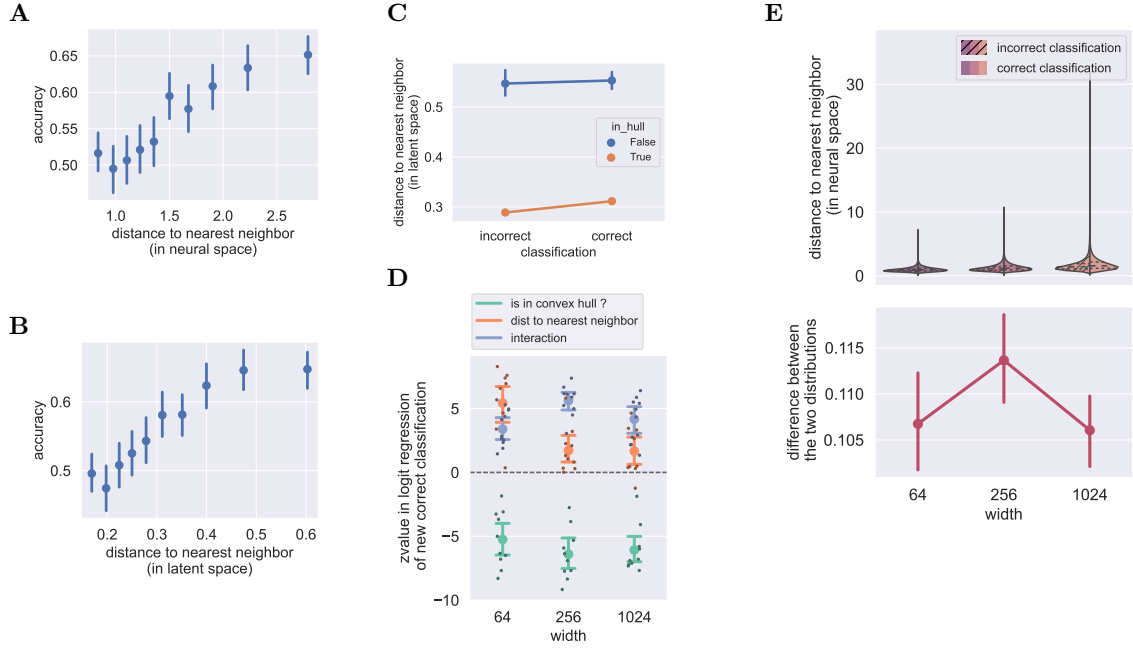 A
accuracy
0.65
0.60
0.55
0.50
1.0 1.5 2.0 2.5
distance to nearest neighbor
(in neural space)
B
accuracy
0.6
0.5
0.2 0.3 0.4 0.5 0.6
distance to nearest neighbor
(in latent space)
C
distance to nearest neighbor
(in latent space)
0.5
0.4
0.3
in_hull
False
True
incorrect correct
classification
D
is in convex hull ?
dist to nearest neighbor
interaction
zvalue in logit regression
of new correct classification
5
0
−5
−10
64 256 1024
width
E
incorrect classification
correct classification
distance to nearest neighbor
(in neural space)
30
20
10
0
difference between
the two distributions
0.115
0.110
0.105
64 256 1024
width